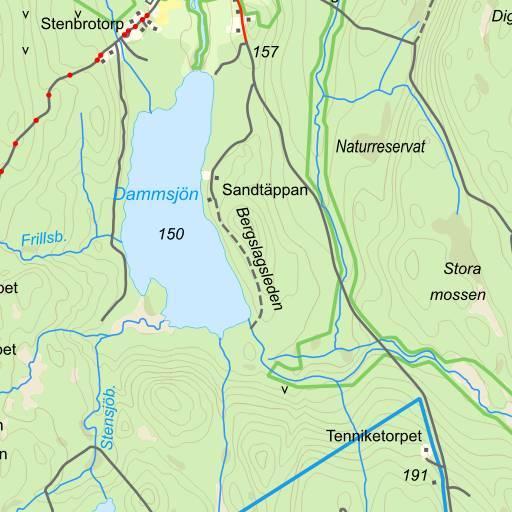 Stenbrotorp
Dig
157
Naturreservat
Dammsjön
Sandtäppan
Bergslagsleden
Frillsb.
150
Stora
mossen
pet
pet
Stensjöb.
n
n
Tenniketorpet
191